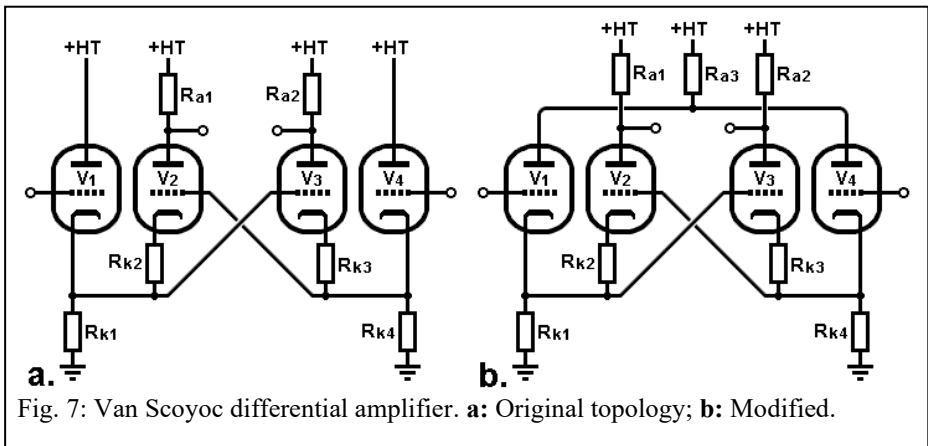 +HT +HT +HT +HT
Ra1 Ra2
V1 V2 V3 V4
Rk2 Rk3
Rk1 Rk4
a.
+HT +HT +HT
Ra1 Ra3 Ra2
V1 V2 V3 V4
Rk2 Rk3
Rk1 Rk4
b.
Fig. 7: Van Scoyoc differential amplifier. a: Original topology; b: Modified.